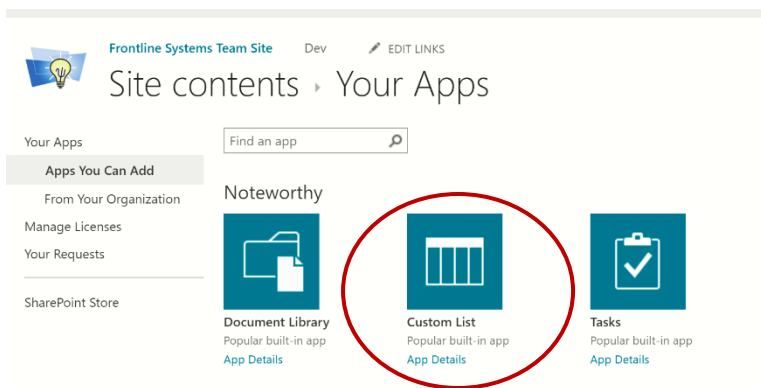 Frontline Systems Team Site Dev EDIT LINKS
Site contents › Your Apps
Your Apps
Apps You Can Add
From Your Organization
Manage Licenses
Your Requests
SharePoint Store
Find an app
Noteworthy
Document Library
Popular built-in app
App Details
Custom List
Popular built-in app
App Details
Tasks
Popular built-in app
App Details